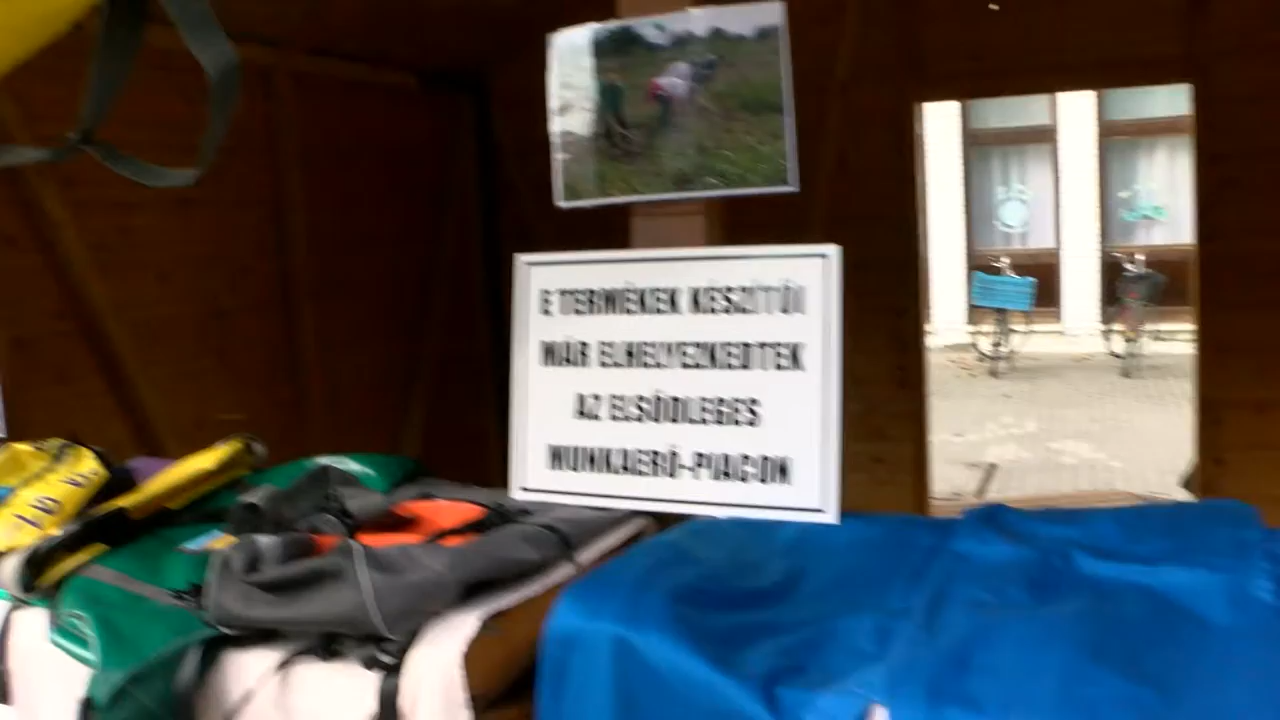 E TERMÉKEK KÉSZÍTŐI
MÁR ELHELYEZKEDTEK
AZ ELSŐDLEGES
MUNKAERŐ-PIACON